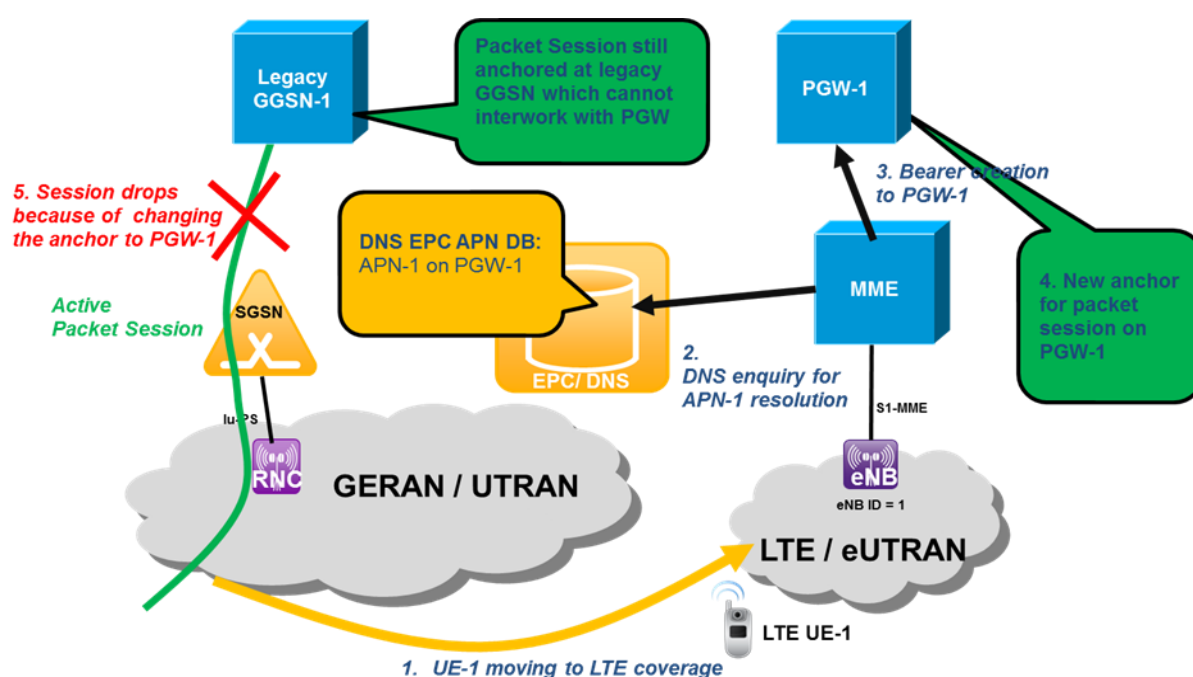 Legacy
GGSN-1
Packet Session still
anchored at legacy
GGSN which cannot
interwork with PGW
PGW-1
5. Session drops
because of changing
the anchor to PGW-1
3. Bearer creation
to PGW-1
DNS EPC APN DB:
APN-1 on PGW-1
MME
4. New anchor
for packet
session on
PGW-1
Active
Packet Session
SGSN
EPC/ DNS
2.
DNS enquiry for
APN-1 resolution
S1-MME
Iu-PS
RNC
GERAN / UTRAN
eNB
eNB ID = 1
LTE / eUTRAN
LTE UE-1
1. UE-1 moving to LTE coverage